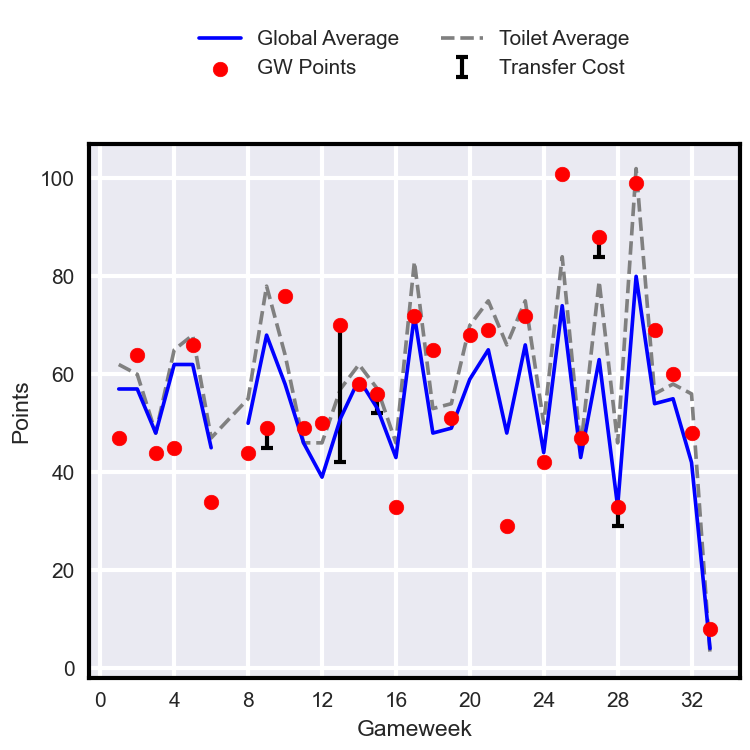 Global Average
Toilet Average
GW Points
Transfer Cost
100
80
60
40
20
0
Points
0 4 8 12 16 20 24 28 32
Gameweek